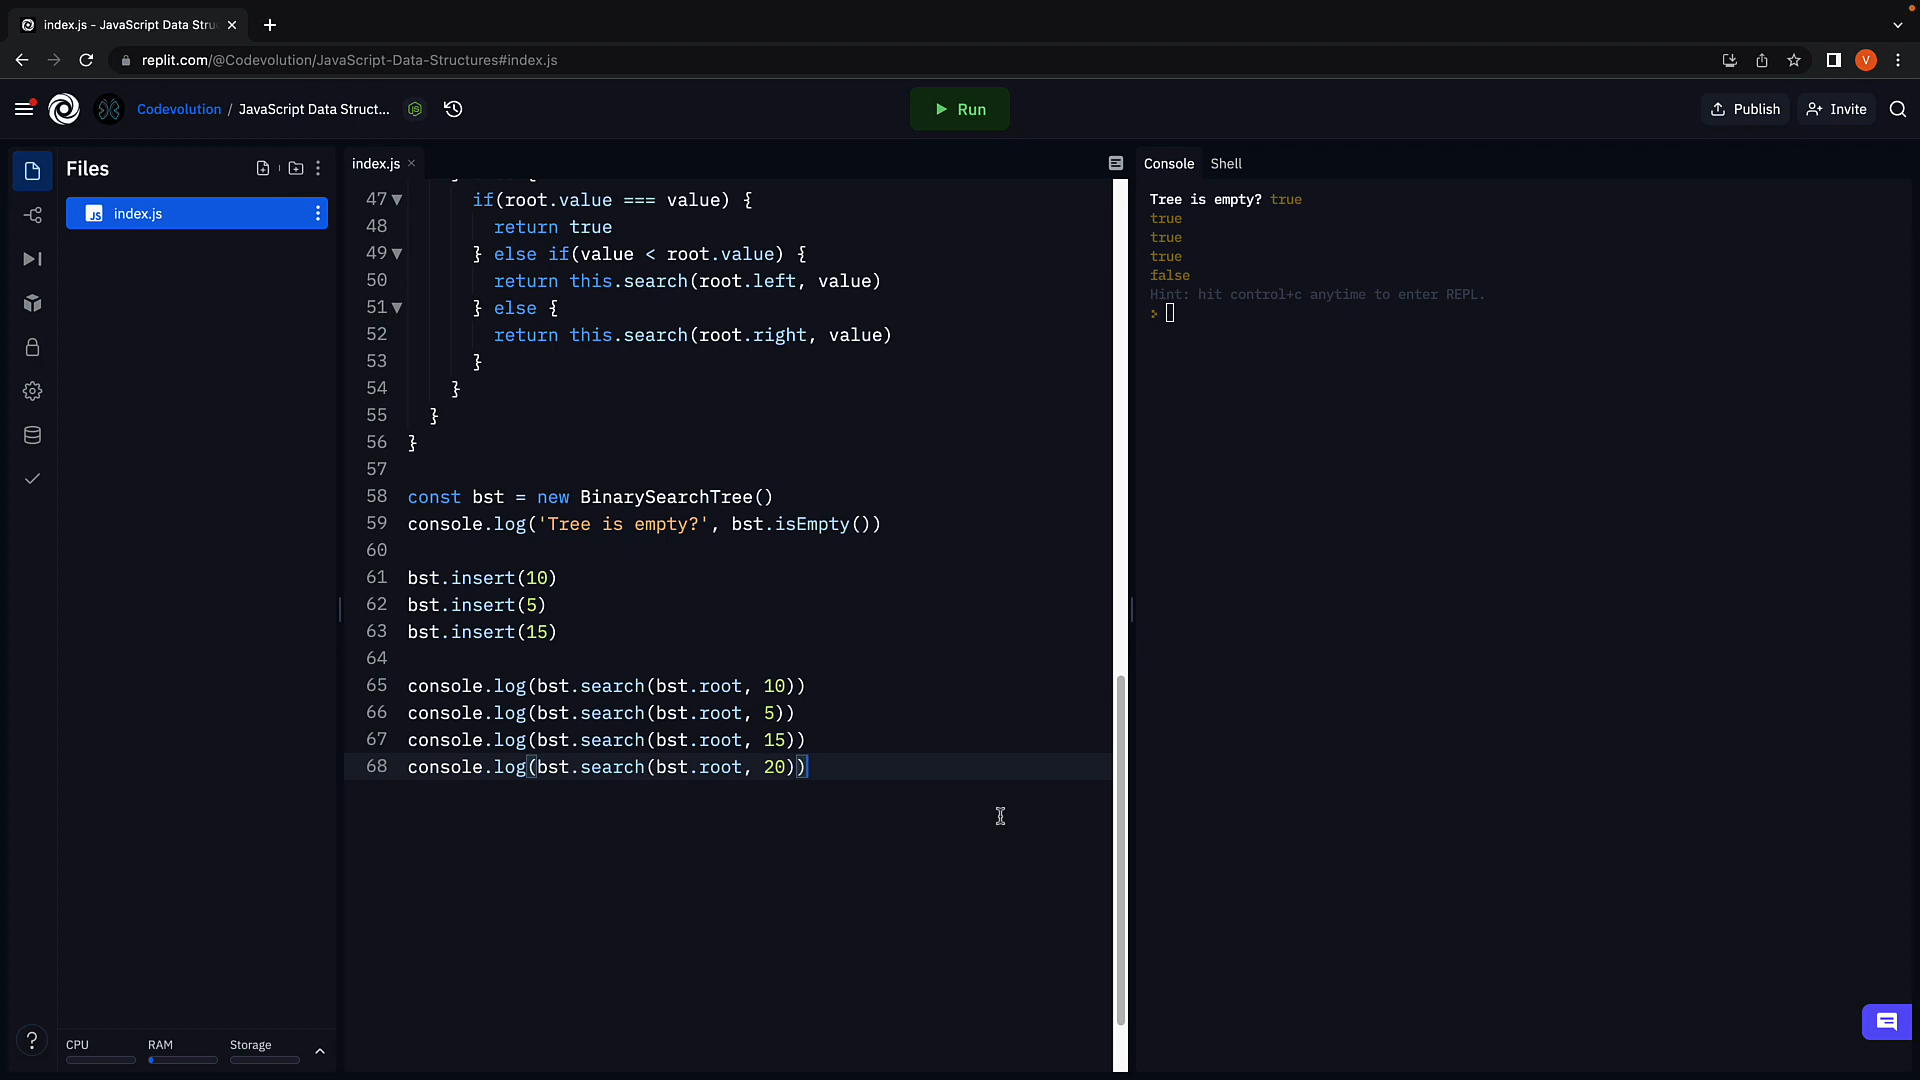 index.js - JavaScript Data Stru
replit.com/@Codevolution/JavaScript-Data-Structures#index.js
V
Codevolution / JavaScript Data Struct...
Run
Publish
Invite
Files
JS index.js
index.js
47 if(root.value === value) {
48 return true
49 } else if(value < root.value) {
50 return this.search(root.left, value)
51 } else {
52 return this.search(root.right, value)
53 }
54 }
55 }
56 }
57
58 const bst = new BinarySearchTree()
59 console.log('Tree is empty?', bst.isEmpty())
60
61 bst.insert(10)
62 bst.insert(5)
63 bst.insert(15)
64
65 console.log(bst.search(bst.root, 10))
66 console.log(bst.search(bst.root, 5))
67 console.log(bst.search(bst.root, 15))
68 console.log(bst.search(bst.root, 20))
Console Shell
Tree is empty? true
true
true
true
false
Hint: hit control+c anytime to enter REPL.
CPU RAM Storage
?